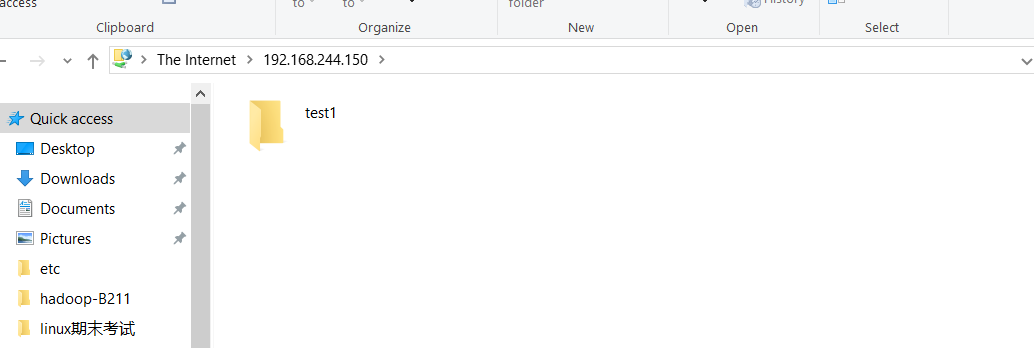 access
to
to
folder
History
Clipboard
Organize
New
Open
Select
The Internet
192.168.244.150
Quick access
test1
Desktop
Downloads
Documents
Pictures
etc
hadoop-B211
linux期末考试